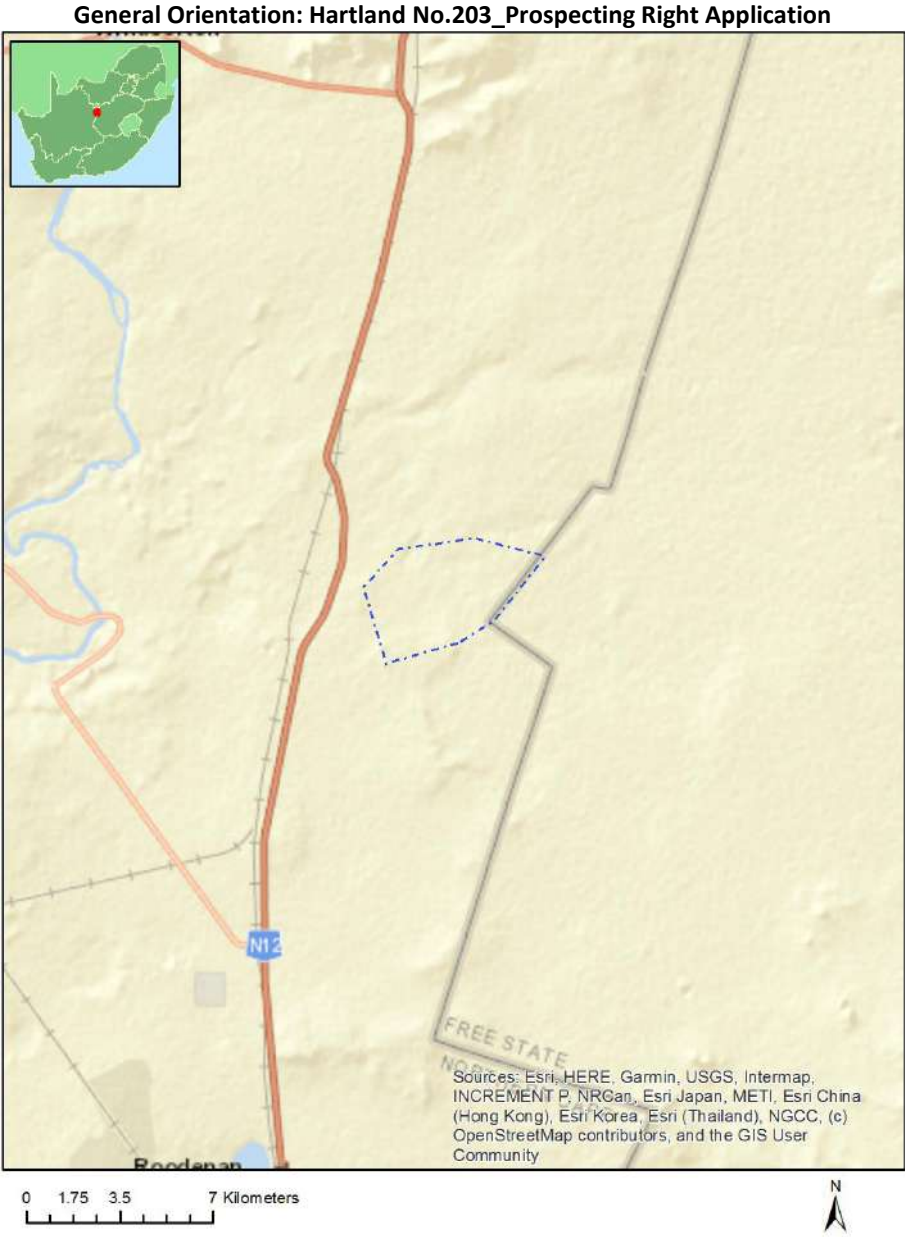 General Orientation: Hartland No.203_Prospecting Right Application
N12
FREE STATE
Sources: Esri, HERE, Garmin, USGS, Intermap,
INCREMENT P, NRCan, Esri Japan, METI, Esri China
(Hong Kong), Esri Korea, Esri (Thailand), NGCC, (c)
OpenStreetMap contributors, and the GIS User
Community
Roodepan
0 1.75 3.5 7 Kilometers
N